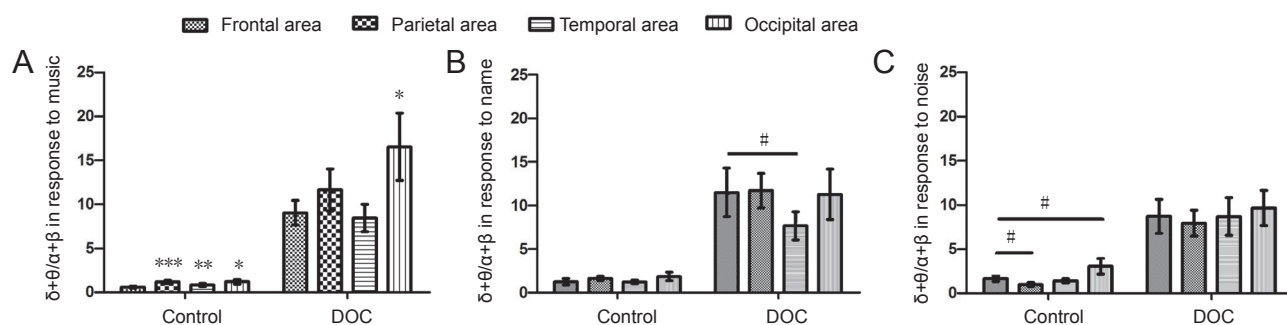 Frontal area Parietal area Temporal area Occipital area
A
δ+θ/α+β in response to music
25
20
15
10
5
0
*** ** *
*
Control DOC
B
δ+θ/α+β in response to name
25
20
15
10
5
0
#
Control DOC
C
δ+θ/α+β in response to noise
25
20
15
10
5
0
#
#
Control DOC